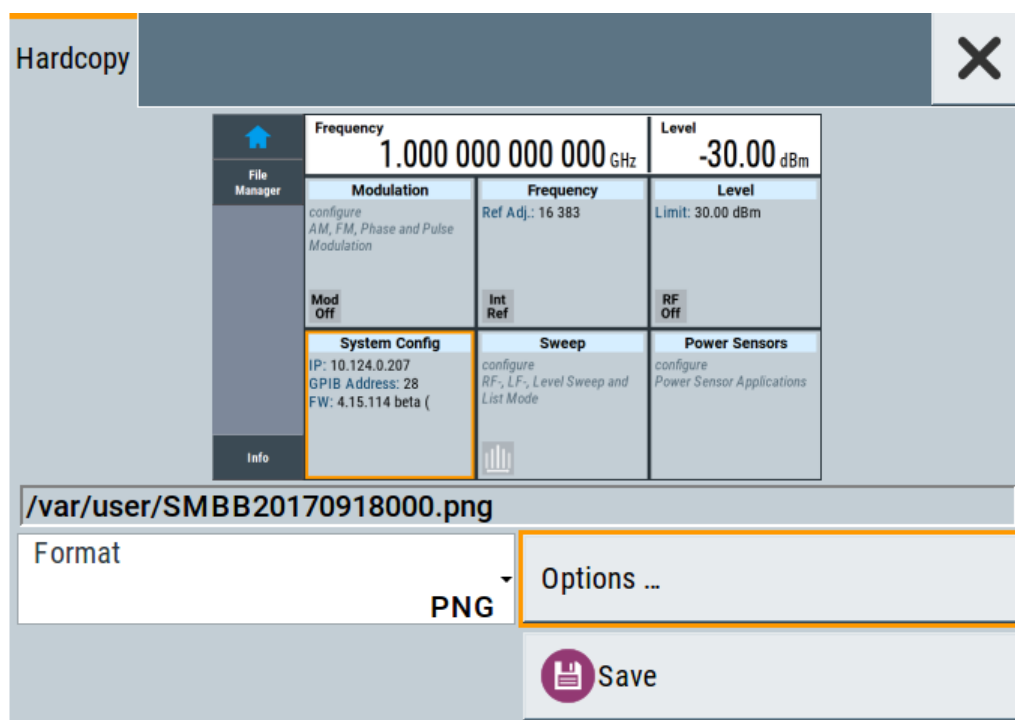 Hardcopy
Frequency
1.000 000 000 000 GHz
Level
-30.00 dBm
File
Manager
Modulation
configure
AM, FM, Phase and Pulse
Modulation
Mod
Off
Frequency
Ref Adj.: 16 383
Int
Ref
Level
Limit: 30.00 dBm
RF
Off
System Config
IP: 10.124.0.207
GPIB Address: 28
FW: 4.15.114 beta (
Sweep
configure
RF-, LF-, Level Sweep and
List Mode
Power Sensors
configure
Power Sensor Applications
Info
/var/user/SMBB20170918000.png
Format
PNG
Options ...
Save